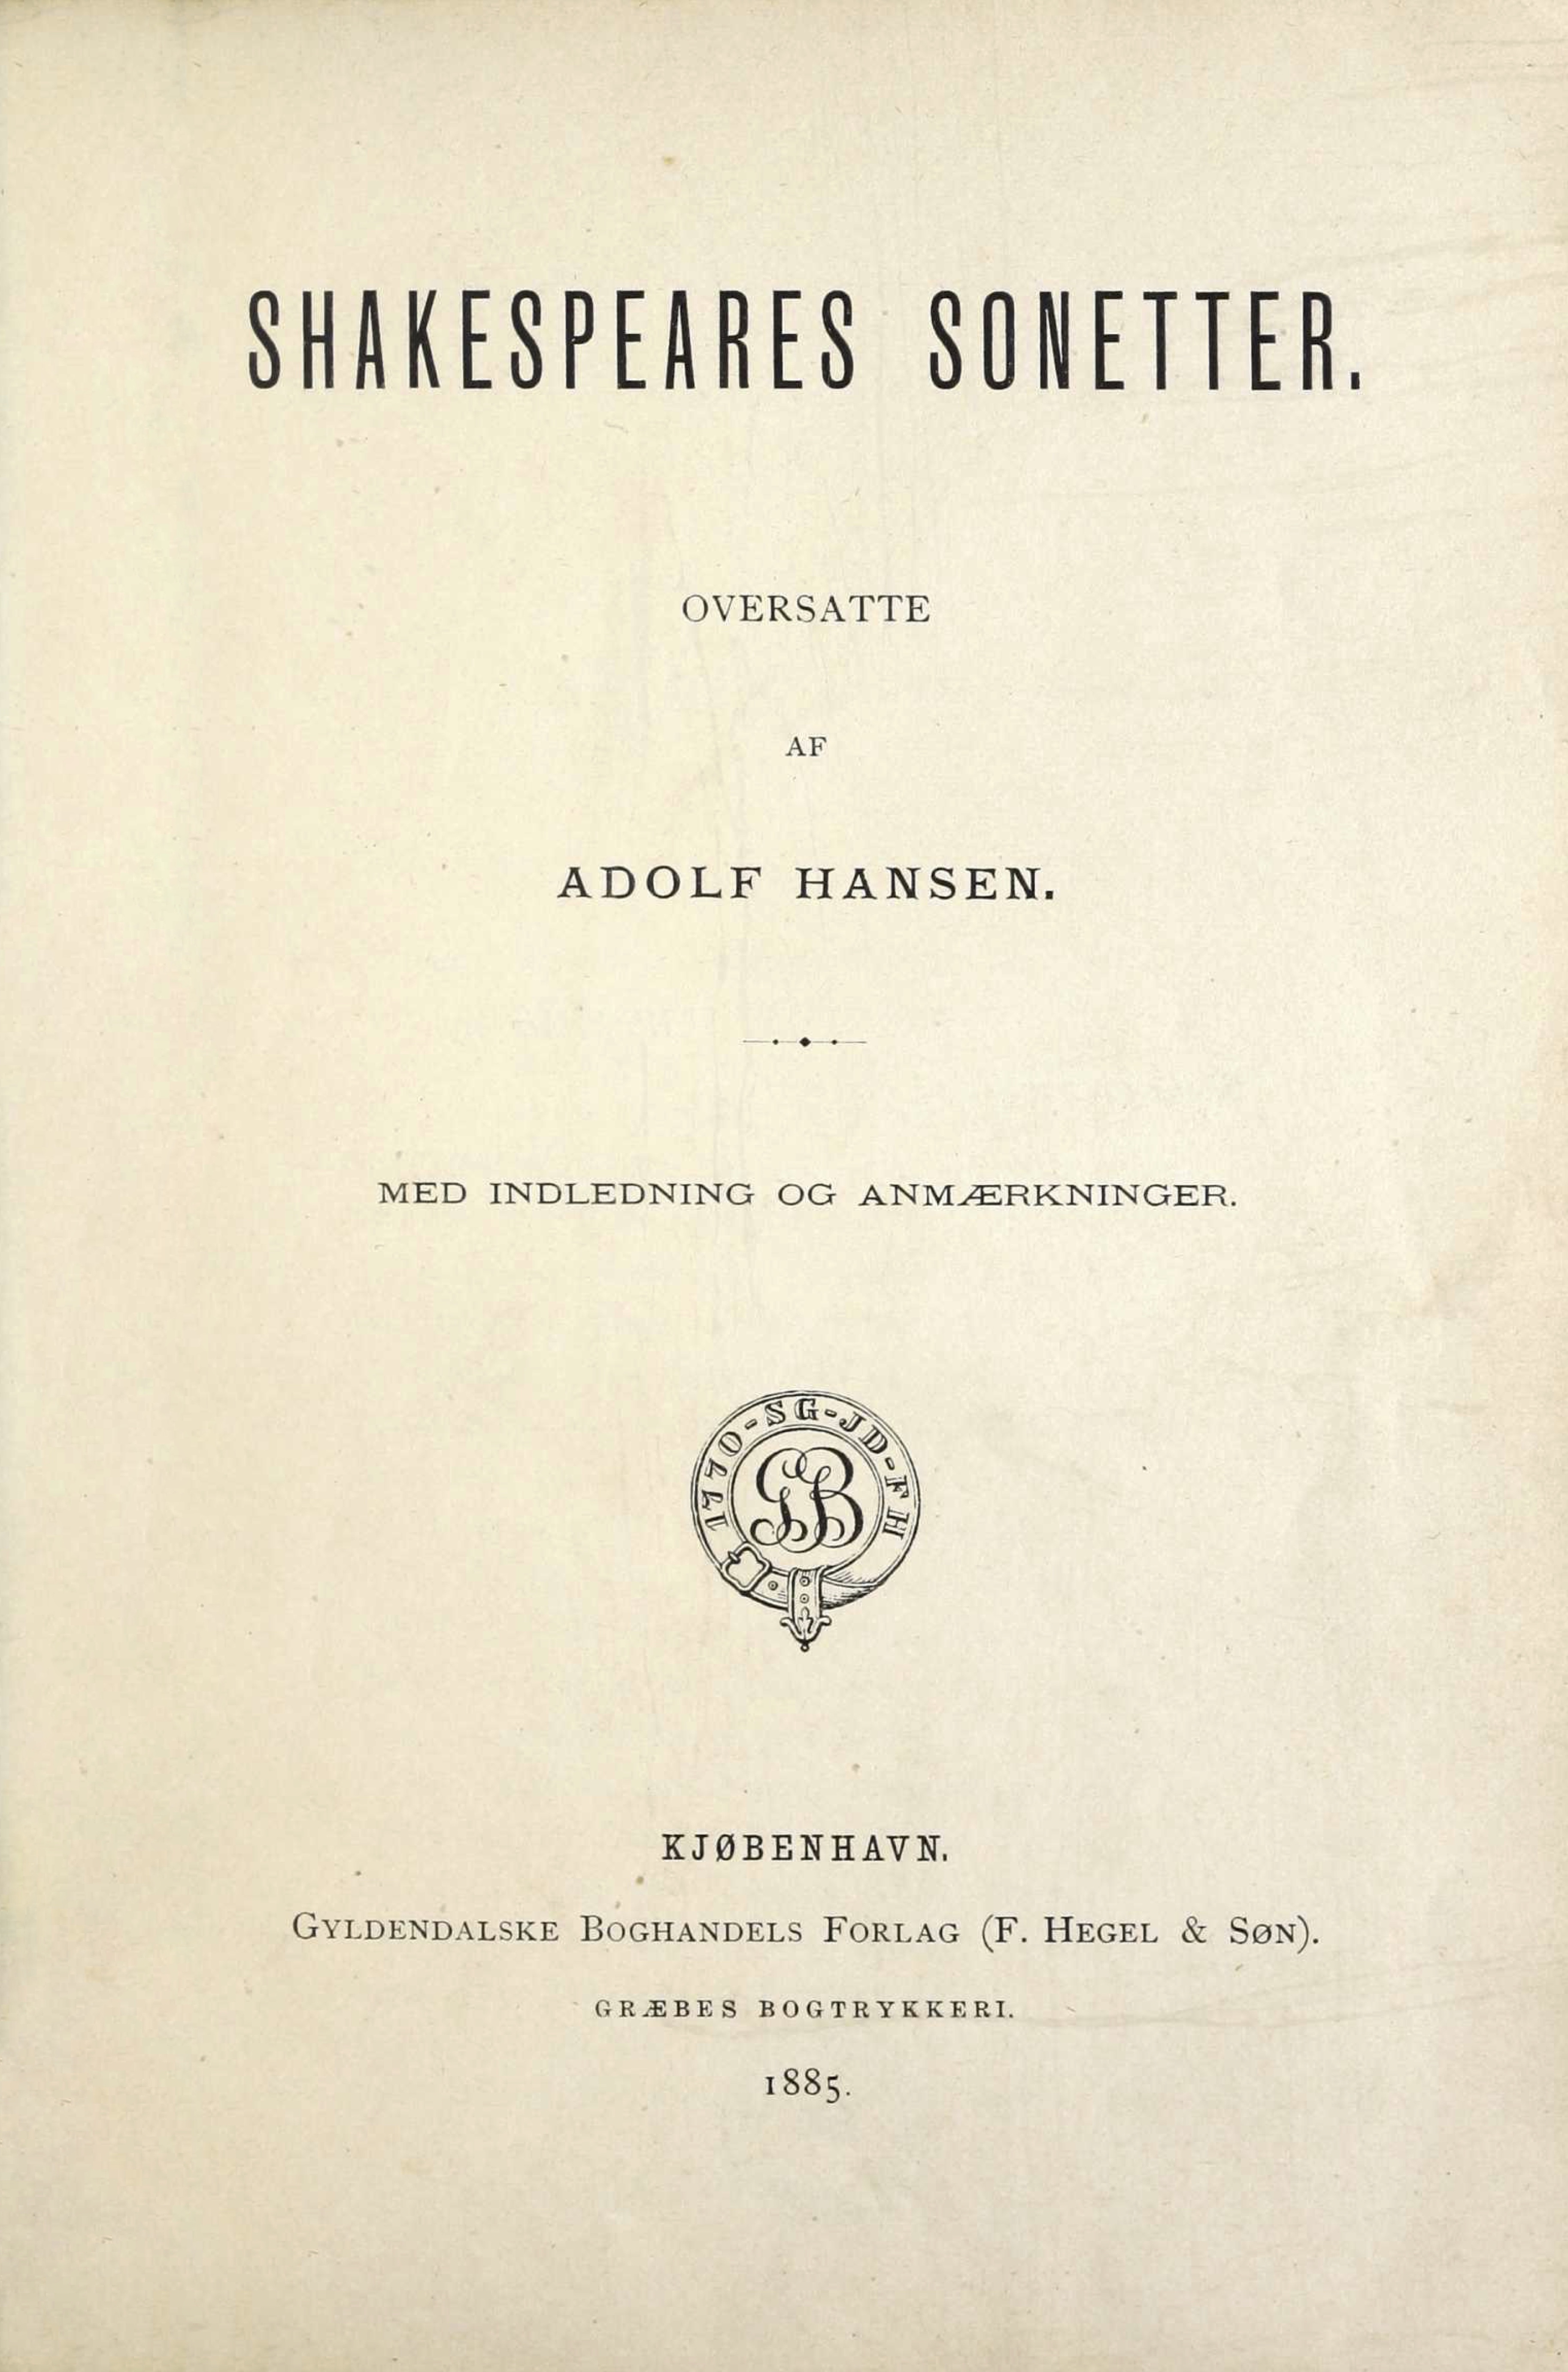 SHAKESPEARES SONETTER.
OVERSATTE
AF
ADOLF HANSEN.
MED INDLEDNING OG ANMÆRKNINGER.
1770-SG-JD-FH
GB
KJØBENHAVN.
GYLDENDALSKE BOGHANDELS FORLAG (F. HEGEL & SØN).
GRÆBES BOGTRYKKERI.
1885.